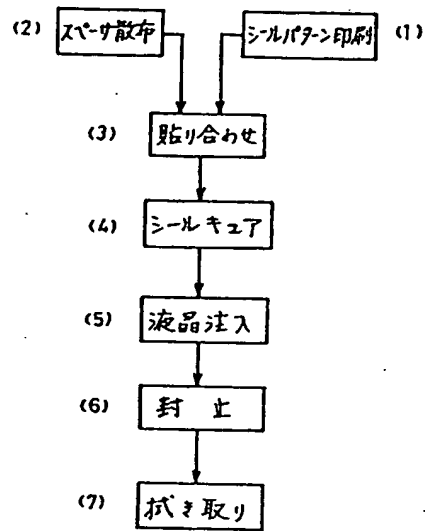 (2) スペーサ散布 シールパターン印刷 (1)
(3) 貼り合わせ
(4) シールキュア
(5) 液晶注入
(6) 封止
(7) 拭き取り